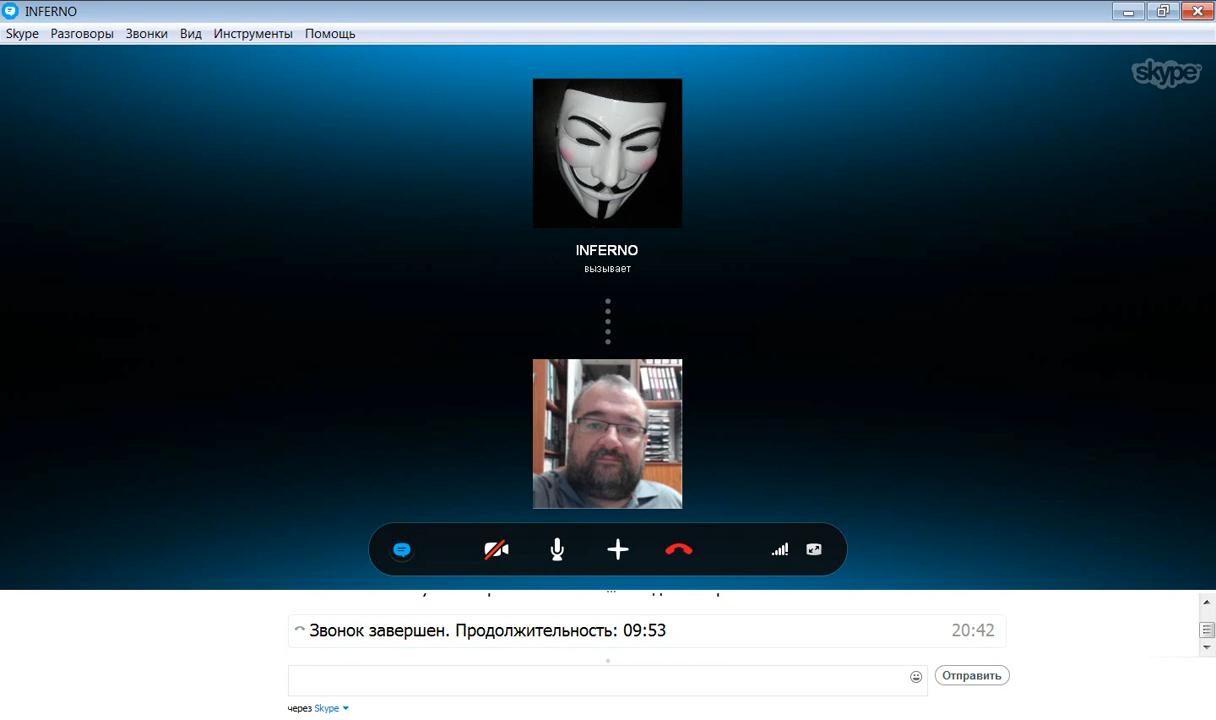 INFERNO
Skype Разговоры Звонки Вид Инструменты Помощь
skype
INFERNO
вызывает
Звонок завершен. Продолжительность: 09:53 20:42
Отправить
через Skype